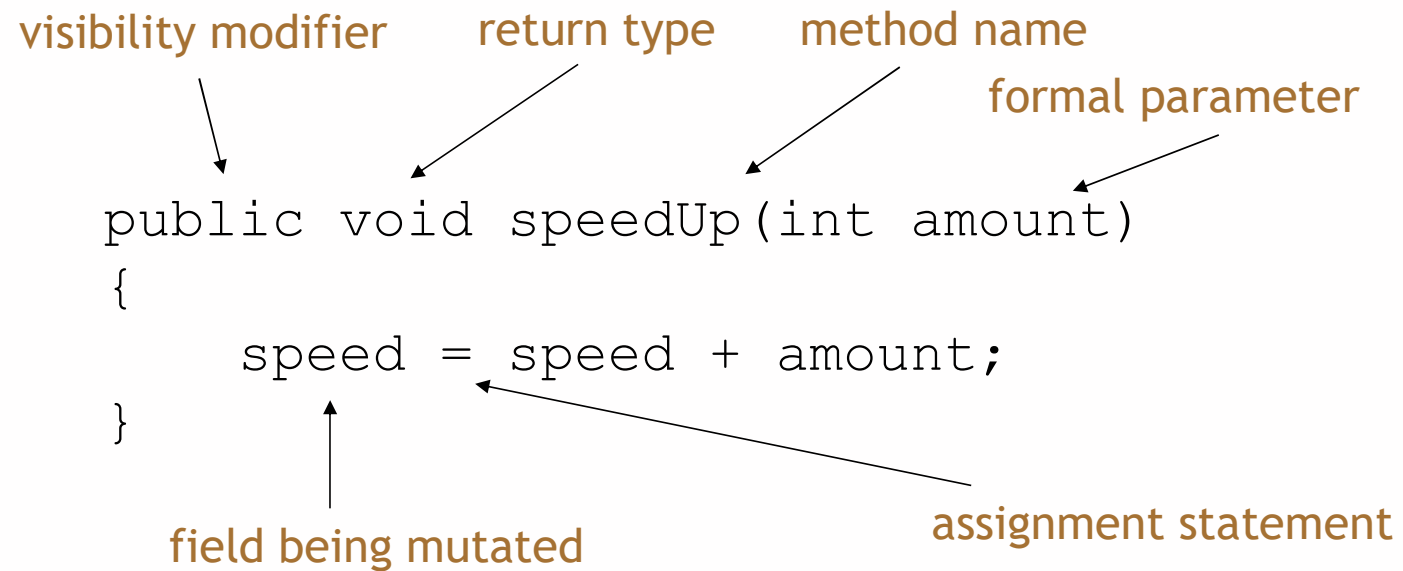 visibility modifier return type method name
formal parameter
public void speedUp(int amount)
{
speed = speed + amount;
}
field being mutated assignment statement